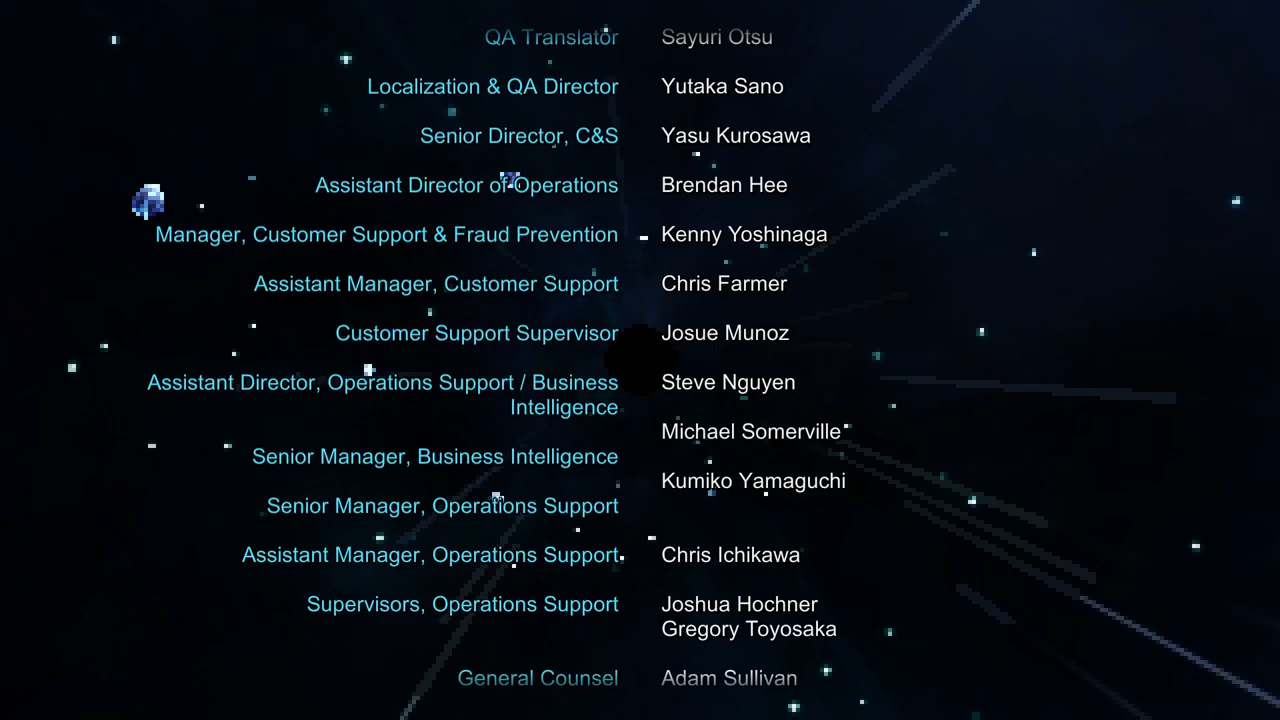 QA Translator Sayuri Otsu
Localization & QA Director Yutaka Sano
Senior Director, C&S Yasu Kurosawa
Assistant Director of Operations Brendan Hee
Manager, Customer Support & Fraud Prevention Kenny Yoshinaga
Assistant Manager, Customer Support Chris Farmer
Customer Support Supervisor Josue Munoz
Assistant Director, Operations Support / Business Steve Nguyen
Intelligence
Michael Somerville
Senior Manager, Business Intelligence
Kumiko Yamaguchi
Senior Manager, Operations Support
Assistant Manager, Operations Support Chris Ichikawa
Supervisors, Operations Support Joshua Hochner
Gregory Toyosaka
General Counsel Adam Sullivan